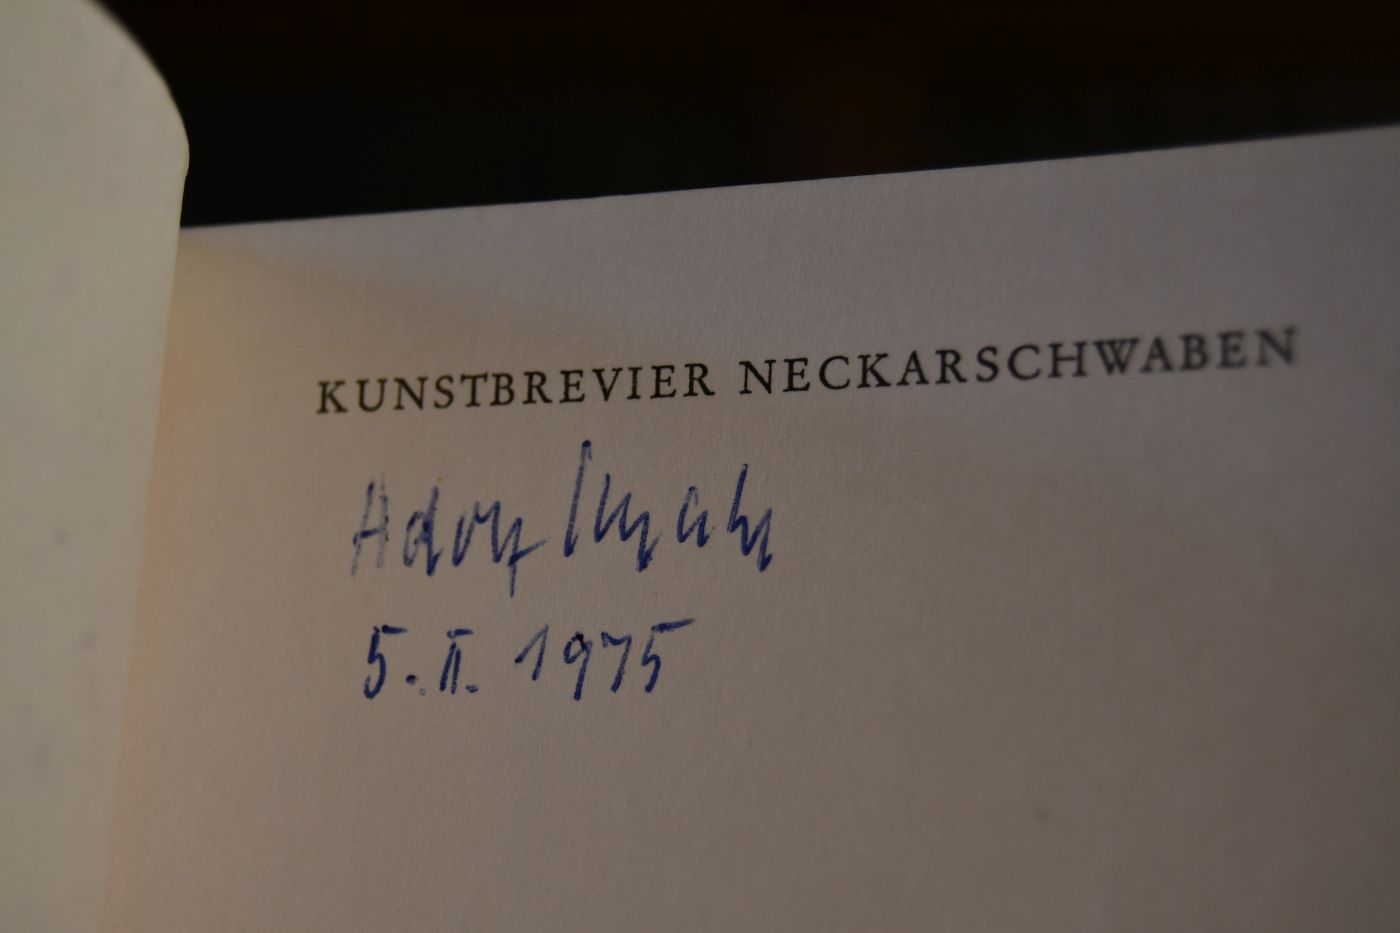 KUNSTBREVIER NECKARSCHWABEN
Adolf
5. II. 1975